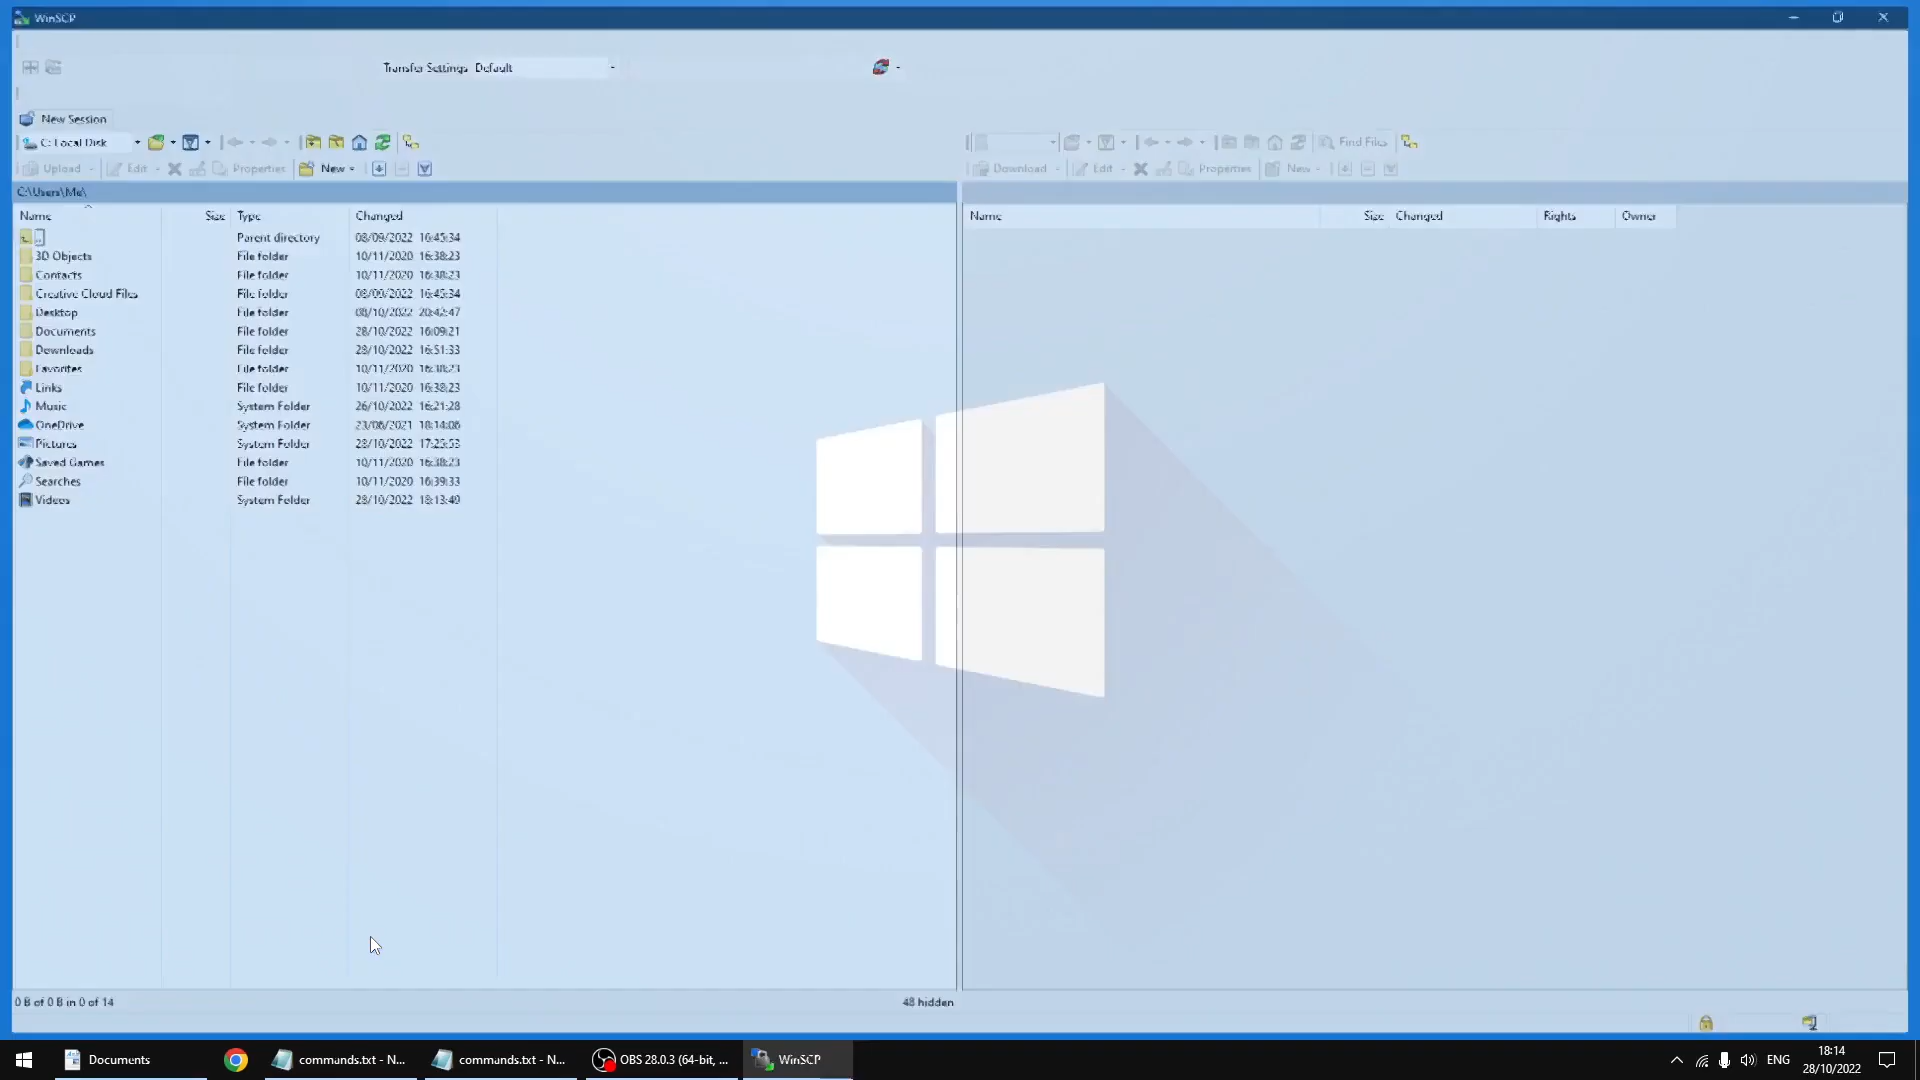 WinSCP
Transfer Settings Default
New Session
C: Local Disk
Find Files
Upload Edit Properties New
Download Edit Properties New
C:\Users\Me\
Name Size Type Changed
Name Size Changed Rights Owner
.. Parent directory 08/09/2022 16:45:34
3D Objects File folder 10/11/2020 16:38:23
Contacts File folder 10/11/2020 16:38:23
Creative Cloud Files File folder 08/09/2022 16:45:34
Desktop File folder 08/10/2022 20:42:47
Documents File folder 28/10/2022 16:09:21
Downloads File folder 28/10/2022 16:51:33
Favorites File folder 10/11/2020 16:38:23
Links File folder 10/11/2020 16:38:23
Music System Folder 26/10/2022 16:21:28
OneDrive System Folder 23/06/2021 18:14:06
Pictures System Folder 28/10/2022 17:25:53
Saved Games File folder 10/11/2020 16:38:23
Searches File folder 10/11/2020 16:39:33
Videos System Folder 28/10/2022 18:13:49
0 B of 0 B in 0 of 14 48 hidden
Documents commands.txt - N... commands.txt - N... OBS 28.0.3 (64-bit, ... WinSCP ENG
18:14
28/10/2022